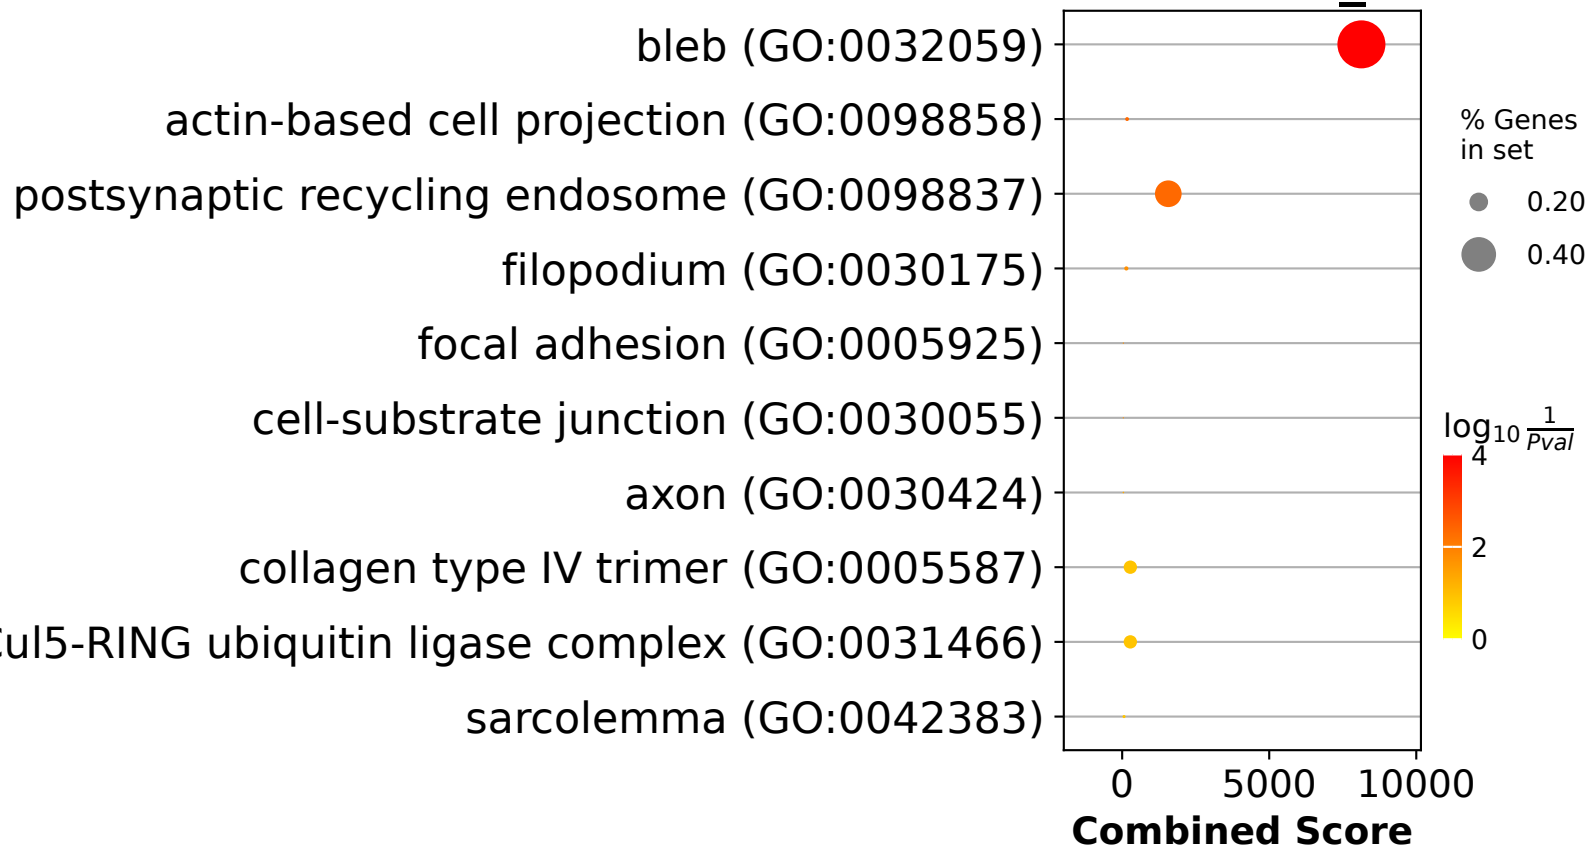 bleb (GO:0032059)
actin-based cell projection (GO:0098858)
postsynaptic recycling endosome (GO:0098837)
filopodium (GO:0030175)
focal adhesion (GO:0005925)
cell-substrate junction (GO:0030055)
axon (GO:0030424)
collagen type IV trimer (GO:0005587)
ul5-RING ubiquitin ligase complex (GO:0031466)
sarcolemma (GO:0042383)
0 5000 10000
Combined Score
% Genes
in set
0.20
0.40
log10 1/Pval
4
2
0